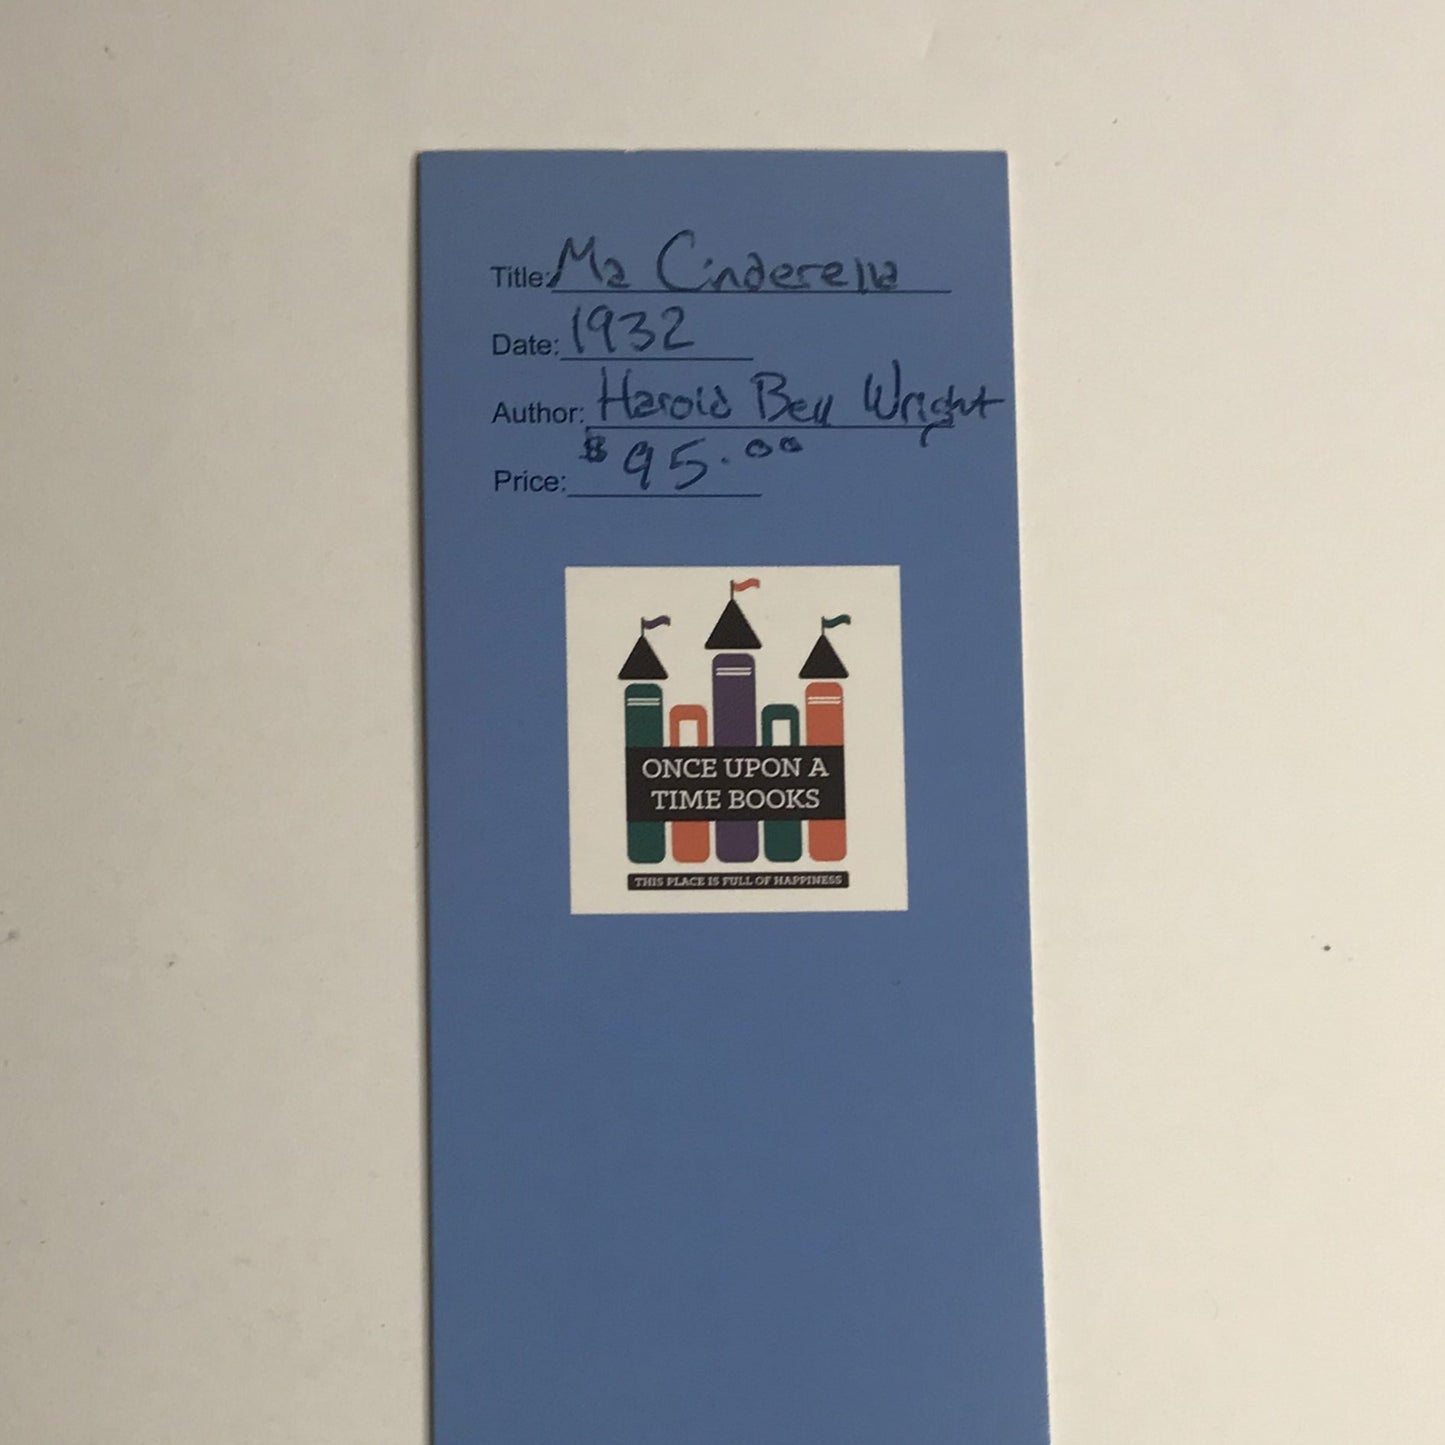 Title: Ma Cinderella
Date: 1932
Author: Harold Bell Wright
Price: $95.00
ONCE UPON A
TIME BOOKS
THIS PLACE IS FULL OF HAPPINESS